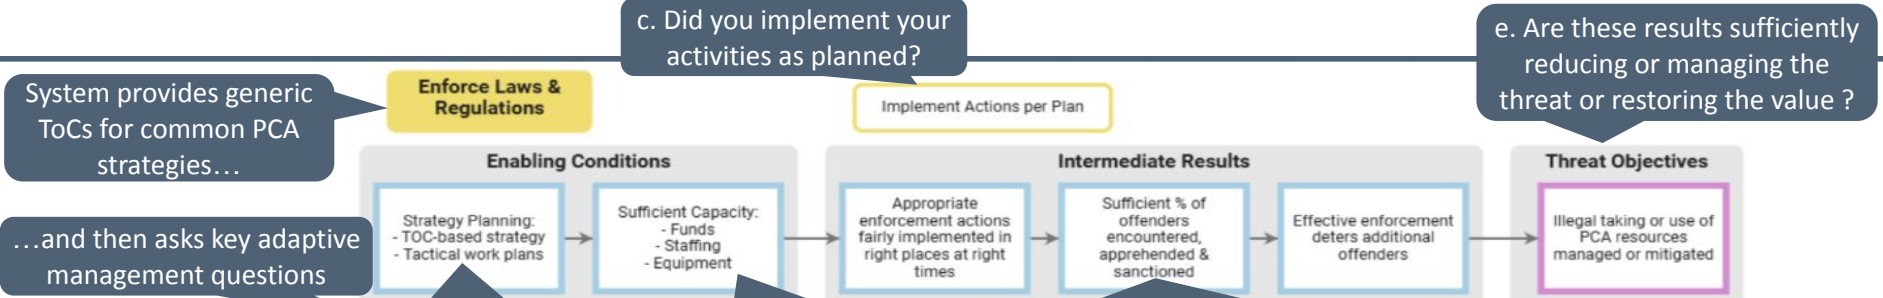 c. Did you implement your
activities as planned?
e. Are these results sufficiently
reducing or managing the
threat or restoring the value ?
System provides generic
ToCs for common PCA
strategies…
Enforce Laws &
Regulations
Implement Actions per Plan
Enabling Conditions
Intermediate Results
Threat Objectives
…and then asks key adaptive
management questions
Strategy Planning:
- TOC-based strategy
- Tactical work plans
Sufficient Capacity:
- Funds
- Staffing
- Equipment
Appropriate
enforcement actions
fairly implemented in
right places at right
times
Sufficient % of
offenders
encountered,
apprehended &
sanctioned
Effective enforcement
deters additional
offenders
Illegal taking or use of
PCA resources
managed or mitigated